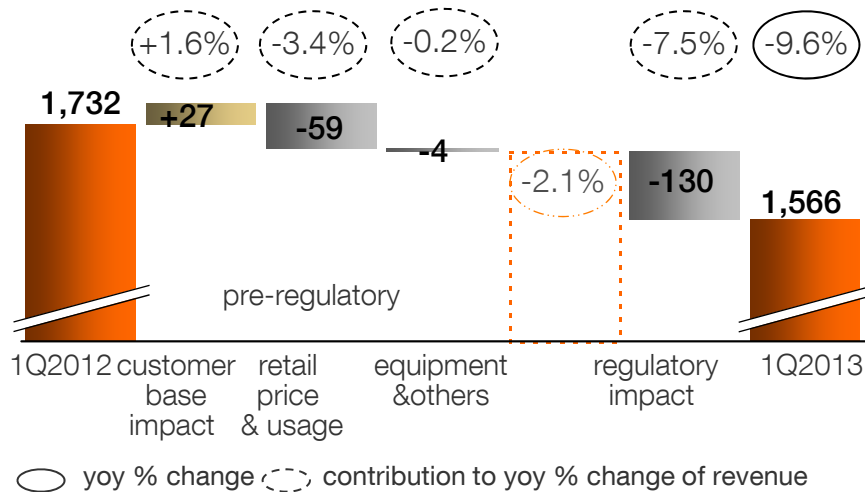 +1.6% -3.4% -0.2% -7.5% -9.6%
1,732 +27 -59 -4 -2.1% -130 1,566
pre-regulatory
1Q2012 customer retail equipment regulatory 1Q2013
base price &others impact
impact & usage
yoy % change contribution to yoy % change of revenue